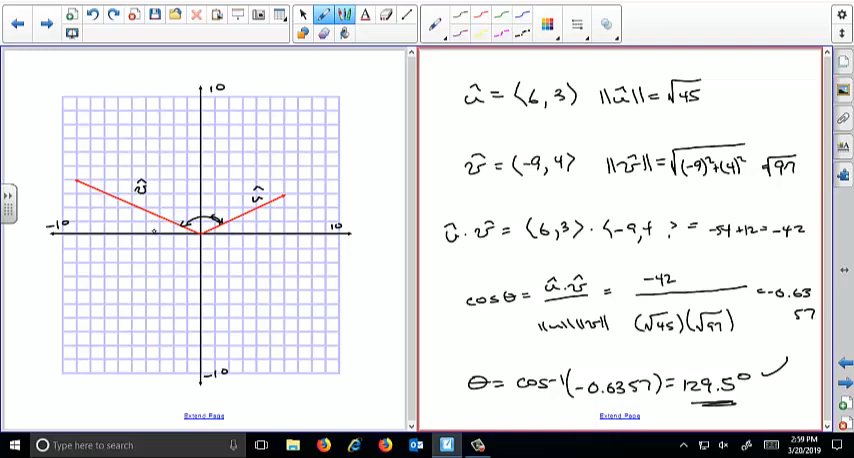 10
-10
10
-10
v̂
û
Extend Page
û = ⟨6, 3⟩ ||û|| = √45
v̂ = ⟨-9, 4⟩ ||v̂|| = √(-9)²+(4)² √97
û · v̂ = ⟨6, 3⟩ · ⟨-9, 4⟩ = -54 + 12 = -42
cosθ = û·v̂ / ||u|| ||v|| = -42 / (√45)(√97) = -0.6357
θ = cos⁻¹(-0.6357) = 129.5° ✓
Extend Page
Type here to search
2:59 PM
3/20/2019